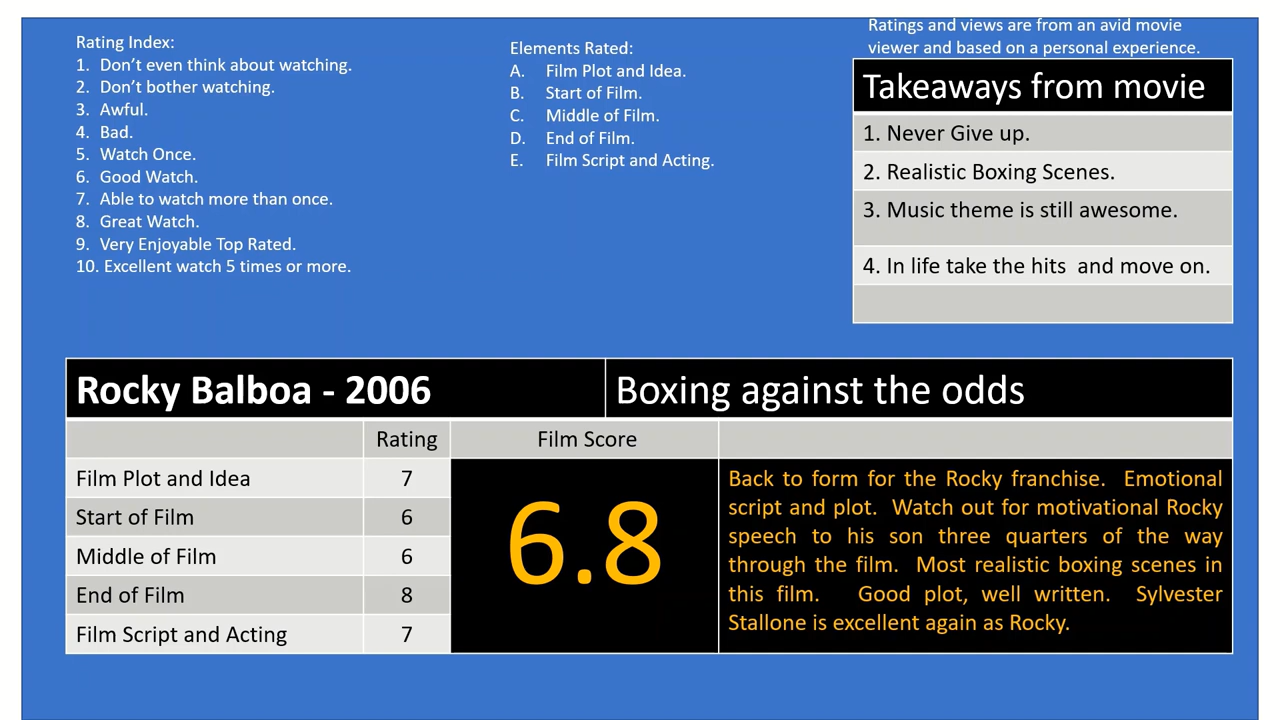 Rating Index:
1. Don't even think about watching.
2. Don't bother watching.
3. Awful.
4. Bad.
5. Watch Once.
6. Good Watch.
7. Able to watch more than once.
8. Great Watch.
9. Very Enjoyable Top Rated.
10. Excellent watch 5 times or more.
Elements Rated:
A. Film Plot and Idea.
B. Start of Film.
C. Middle of Film.
D. End of Film.
E. Film Script and Acting.
Ratings and views are from an avid movie
viewer and based on a personal experience.
Takeaways from movie
1. Never Give up.
2. Realistic Boxing Scenes.
3. Music theme is still awesome.
4. In life take the hits and move on.
Rocky Balboa - 2006
Boxing against the odds
Rating
Film Score
Film Plot and Idea 7
Start of Film 6
Middle of Film 6
End of Film 8
Film Script and Acting 7
6.8
Back to form for the Rocky franchise. Emotional
script and plot. Watch out for motivational Rocky
speech to his son three quarters of the way
through the film. Most realistic boxing scenes in
this film. Good plot, well written. Sylvester
Stallone is excellent again as Rocky.